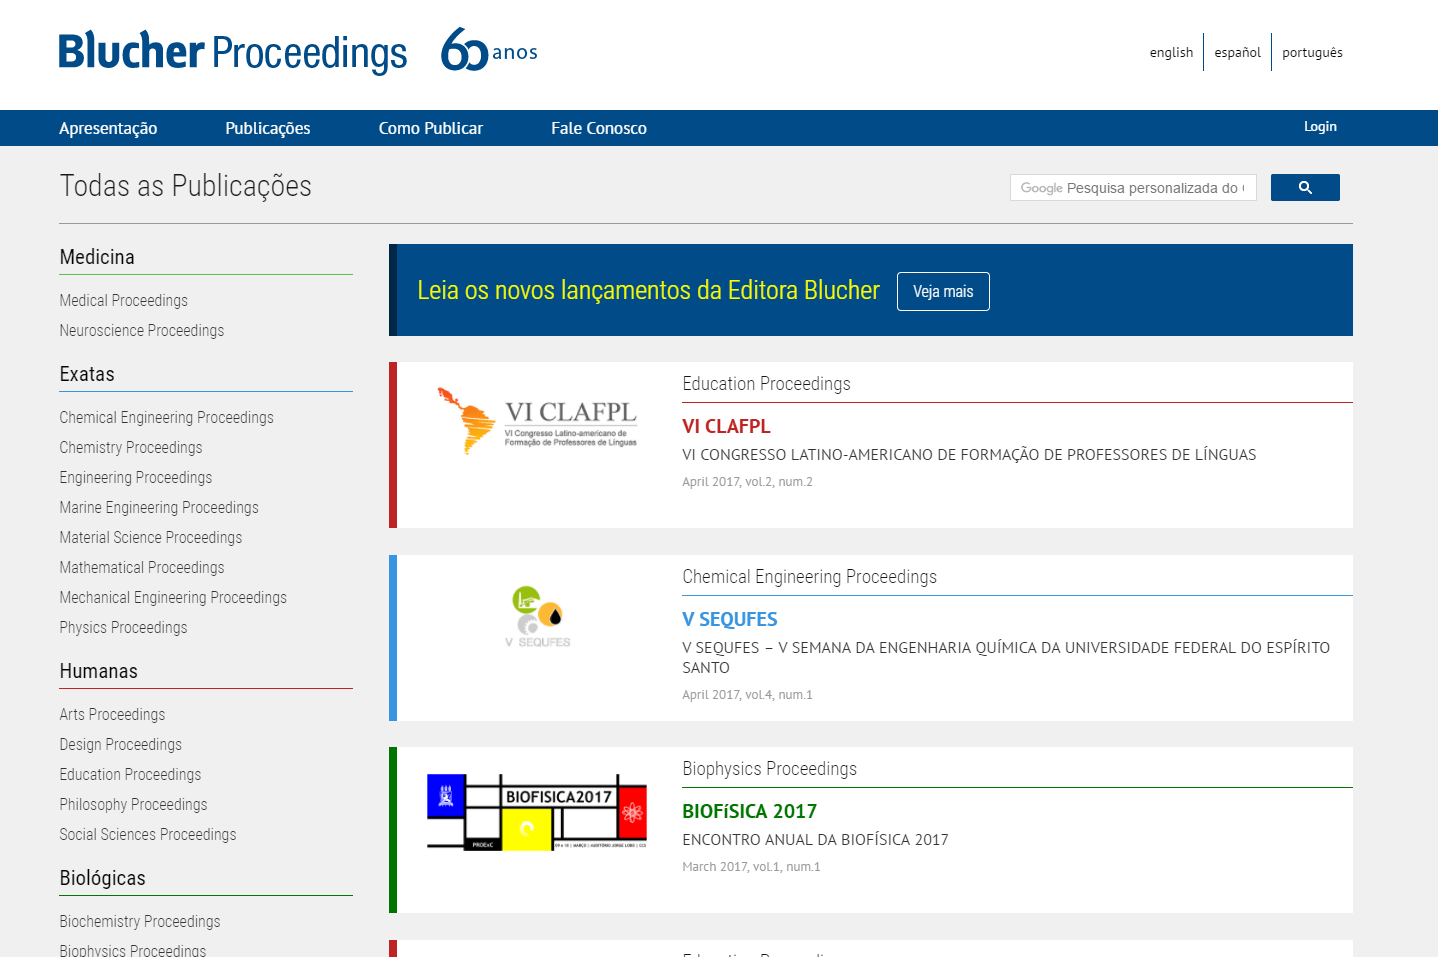 Blucher Proceedings
60 anos
english
español
português
Apresentação
Publicações
Como Publicar
Fale Conosco
Login
Todas as Publicações
Google Pesquisa personalizada do
Medicina
Medical Proceedings
Neuroscience Proceedings
Exatas
Chemical Engineering Proceedings
Chemistry Proceedings
Engineering Proceedings
Marine Engineering Proceedings
Material Science Proceedings
Mathematical Proceedings
Mechanical Engineering Proceedings
Physics Proceedings
Humanas
Arts Proceedings
Design Proceedings
Education Proceedings
Philosophy Proceedings
Social Sciences Proceedings
Biológicas
Biochemistry Proceedings
Biophysics Proceedings
Leia os novos lançamentos da Editora Blucher
Veja mais
VI CLAFPL
VI Congresso Latino-americano de
Formação de Professores de Línguas
Education Proceedings
VI CLAFPL
VI CONGRESSO LATINO-AMERICANO DE FORMAÇÃO DE PROFESSORES DE LÍNGUAS
April 2017, vol.2, num.2
V SEQUFES
Chemical Engineering Proceedings
V SEQUFES
V SEQUFES – V SEMANA DA ENGENHARIA QUÍMICA DA UNIVERSIDADE FEDERAL DO ESPÍRITO
SANTO
April 2017, vol.4, num.1
BIOFISICA2017
PROExC
Biophysics Proceedings
BIOFíSICA 2017
ENCONTRO ANUAL DA BIOFÍSICA 2017
March 2017, vol.1, num.1